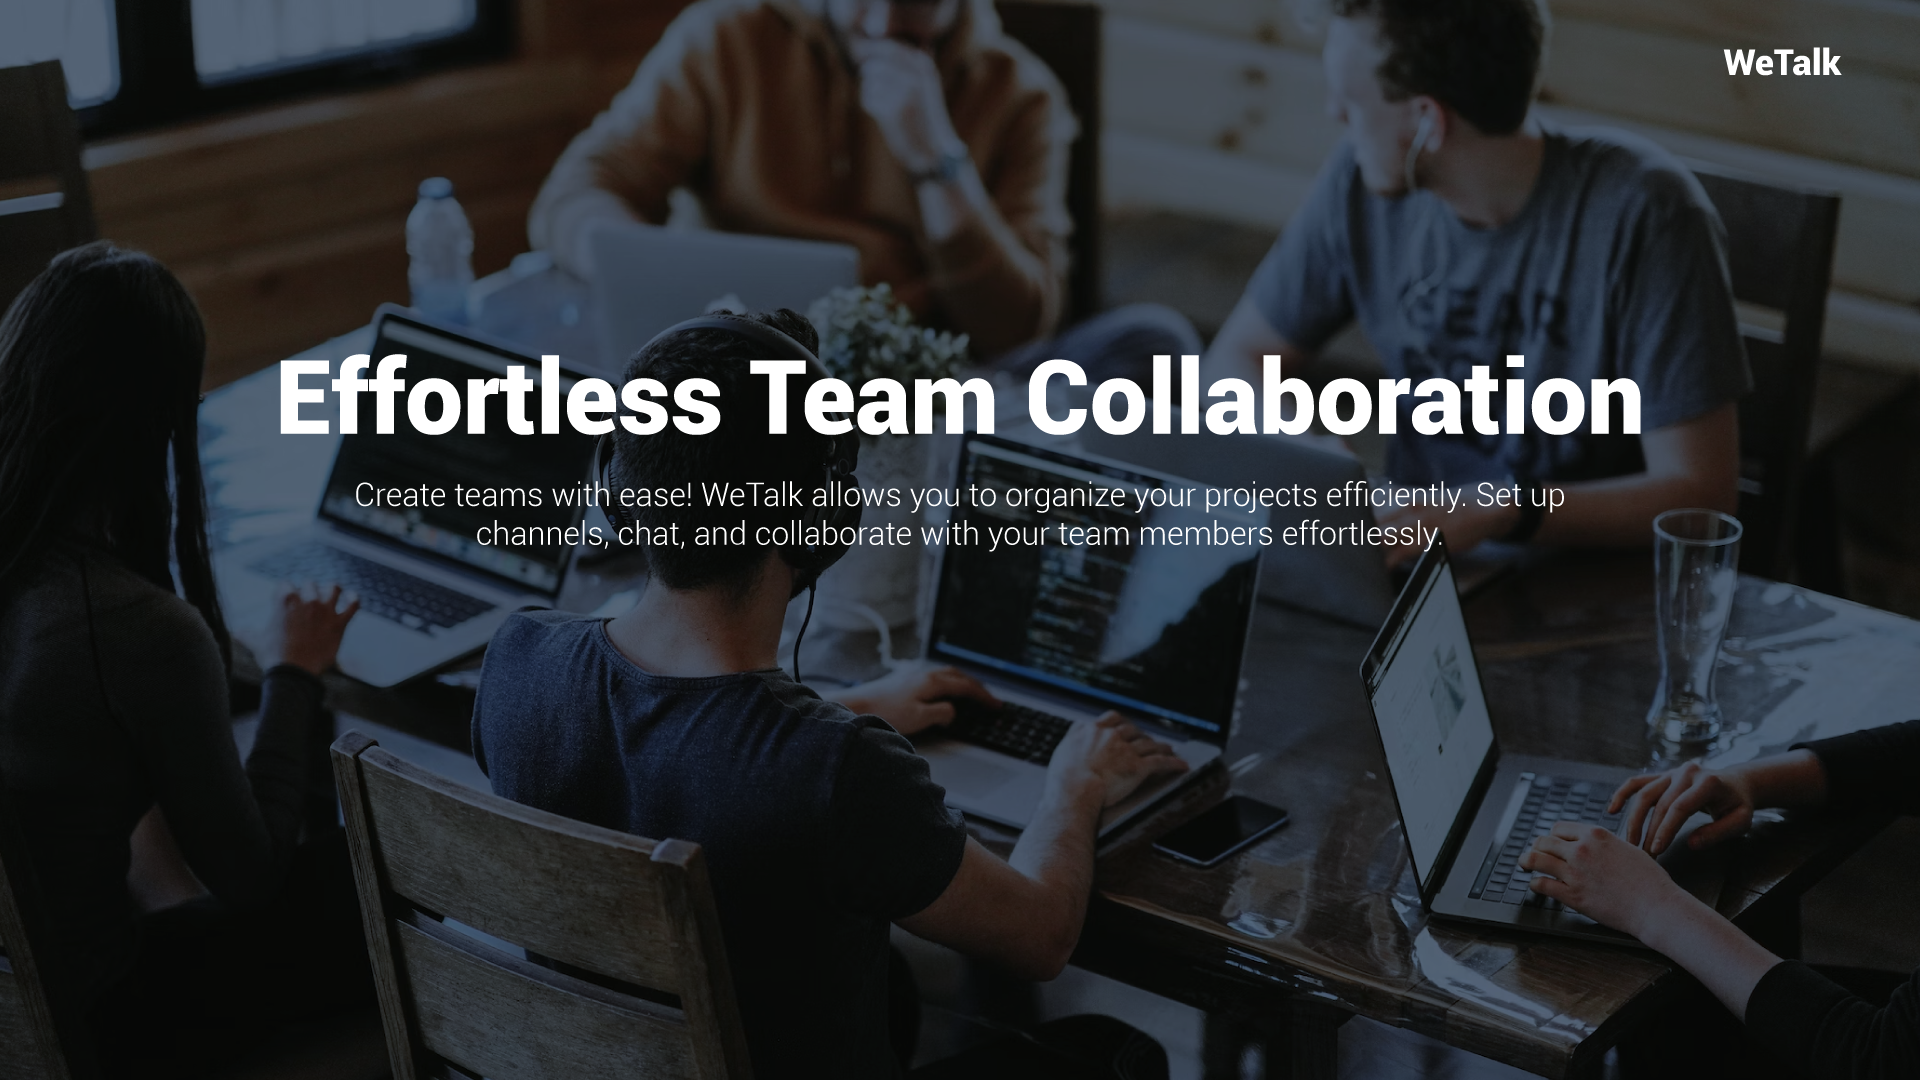 WeTalk
Effortless Team Collaboration
Create teams with ease! WeTalk allows you to organize your projects efficiently. Set up
channels, chat, and collaborate with your team members effortlessly.